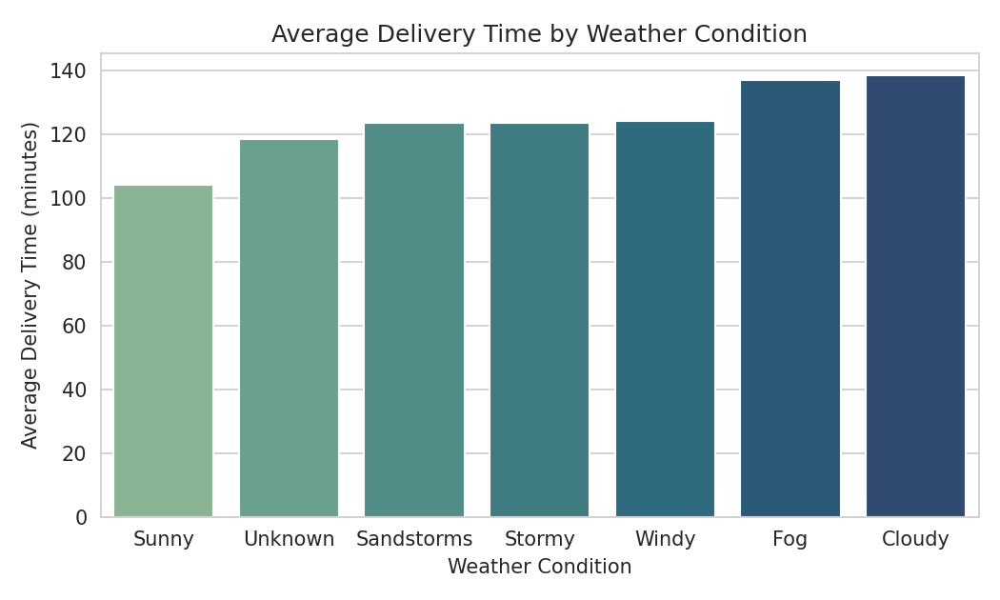 Average Delivery Time by Weather Condition
Average Delivery Time (minutes)
140
120
100
80
60
40
20
0
Sunny Unknown Sandstorms Stormy Windy Fog Cloudy
Weather Condition